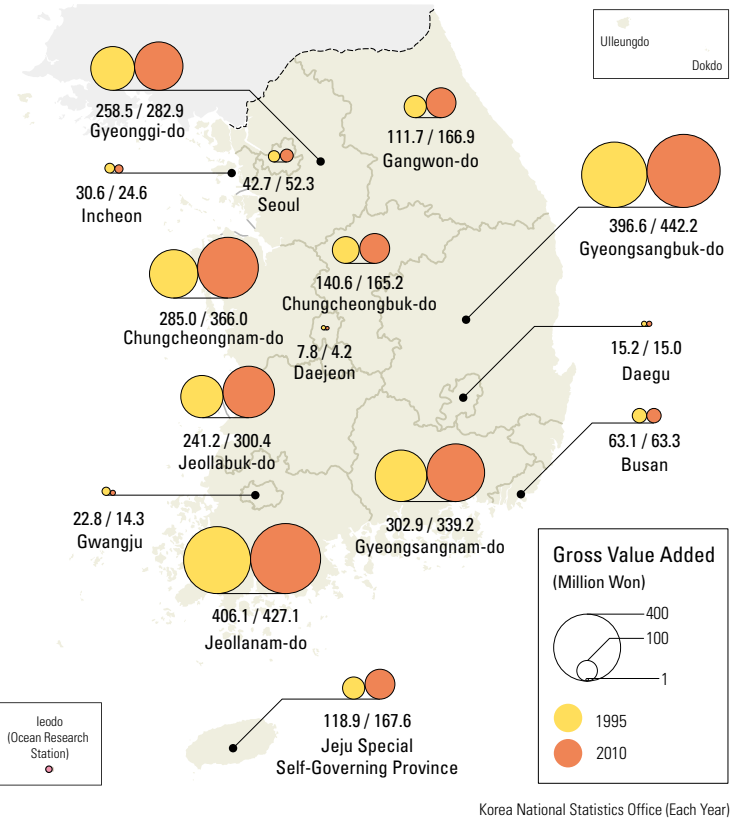 Ulleungdo
Dokdo
258.5 / 282.9
Gyeonggi-do
111.7 / 166.9
Gangwon-do
30.6 / 24.6
Incheon
42.7 / 52.3
Seoul
396.6 / 442.2
Gyeongsangbuk-do
140.6 / 165.2
Chungcheongbuk-do
285.0 / 366.0
Chungcheongnam-do
7.8 / 4.2
Daejeon
15.2 / 15.0
Daegu
241.2 / 300.4
Jeollabuk-do
63.1 / 63.3
Busan
22.8 / 14.3
Gwangju
302.9 / 339.2
Gyeongsangnam-do
406.1 / 427.1
Jeollanam-do
Gross Value Added
(Million Won)
400
100
1
1995
2010
118.9 / 167.6
Jeju Special
Self-Governing Province
Ieodo
(Ocean Research
Station)
Korea National Statistics Office (Each Year)